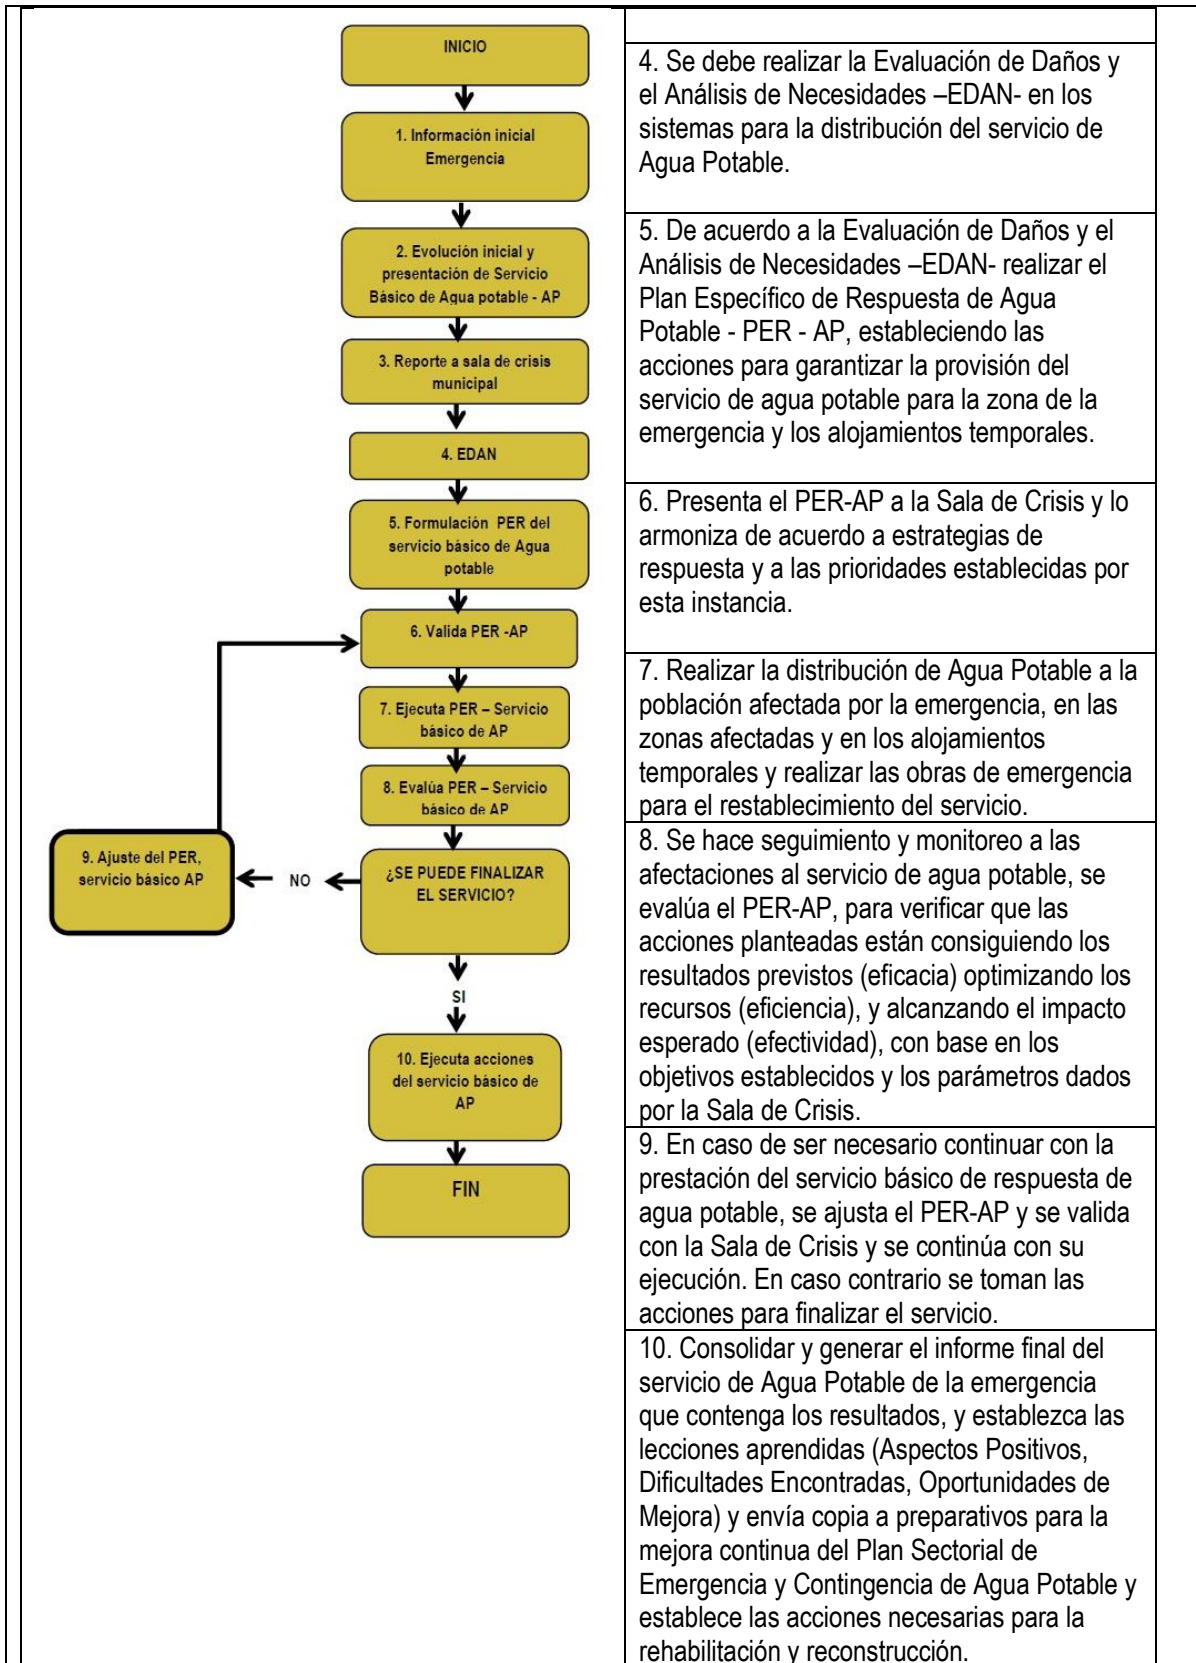 INICIO
1. Información inicial
Emergencia
2. Evolución inicial y
presentación de Servicio
Básico de Agua potable - AP
3. Reporte a sala de crisis
municipal
4. EDAN
5. Formulación PER del
servicio básico de Agua
potable
6. Valida PER -AP
7. Ejecuta PER – Servicio
básico de AP
8. Evalúa PER – Servicio
básico de AP
9. Ajuste del PER,
servicio básico AP
NO
¿SE PUEDE FINALIZAR
EL SERVICIO?
SI
10. Ejecuta acciones
del servicio básico de
AP
FIN
4. Se debe realizar la Evaluación de Daños y
el Análisis de Necesidades –EDAN- en los
sistemas para la distribución del servicio de
Agua Potable.
5. De acuerdo a la Evaluación de Daños y el
Análisis de Necesidades –EDAN- realizar el
Plan Específico de Respuesta de Agua
Potable - PER - AP, estableciendo las
acciones para garantizar la provisión del
servicio de agua potable para la zona de la
emergencia y los alojamientos temporales.
6. Presenta el PER-AP a la Sala de Crisis y lo
armoniza de acuerdo a estrategias de
respuesta y a las prioridades establecidas por
esta instancia.
7. Realizar la distribución de Agua Potable a la
población afectada por la emergencia, en las
zonas afectadas y en los alojamientos
temporales y realizar las obras de emergencia
para el restablecimiento del servicio.
8. Se hace seguimiento y monitoreo a las
afectaciones al servicio de agua potable, se
evalúa el PER-AP, para verificar que las
acciones planteadas están consiguiendo los
resultados previstos (eficacia) optimizando los
recursos (eficiencia), y alcanzando el impacto
esperado (efectividad), con base en los
objetivos establecidos y los parámetros dados
por la Sala de Crisis.
9. En caso de ser necesario continuar con la
prestación del servicio básico de respuesta de
agua potable, se ajusta el PER-AP y se valida
con la Sala de Crisis y se continúa con su
ejecución. En caso contrario se toman las
acciones para finalizar el servicio.
10. Consolidar y generar el informe final del
servicio de Agua Potable de la emergencia
que contenga los resultados, y establezca las
lecciones aprendidas (Aspectos Positivos,
Dificultades Encontradas, Oportunidades de
Mejora) y envía copia a preparativos para la
mejora continua del Plan Sectorial de
Emergencia y Contingencia de Agua Potable y
establece las acciones necesarias para la
rehabilitación y reconstrucción.